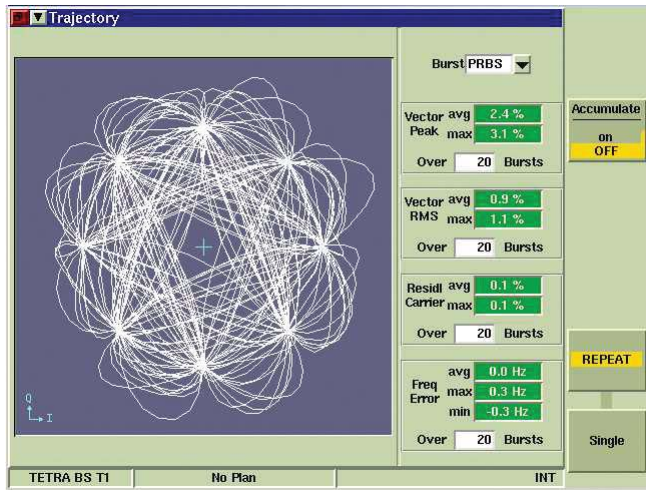 Trajectory
Burst PRBS
Vector Peak avg 2.4 %
max 3.1 %
Over 20 Bursts
Vector RMS avg 0.9 %
max 1.1 %
Over 20 Bursts
Residl Carrier avg 0.1 %
max 0.1 %
Over 20 Bursts
Freq Error avg 0.0 Hz
max 0.3 Hz
min -0.3 Hz
Over 20 Bursts
Q
I
Accumulate
on
OFF
REPEAT
Single
TETRA BS T1
No Plan
INT